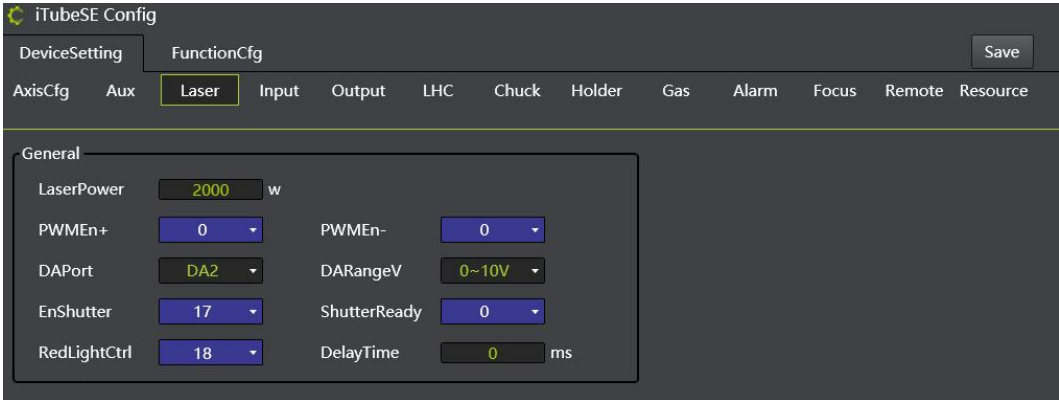 iTubeSE Config
DeviceSetting FunctionCfg Save
AxisCfg Aux Laser Input Output LHC Chuck Holder Gas Alarm Focus Remote Resource
General
LaserPower 2000 w
PWMEn+ 0 PWMEn- 0
DAPort DA2 DARangeV 0~10V
EnShutter 17 ShutterReady 0
RedLightCtrl 18 DelayTime 0 ms